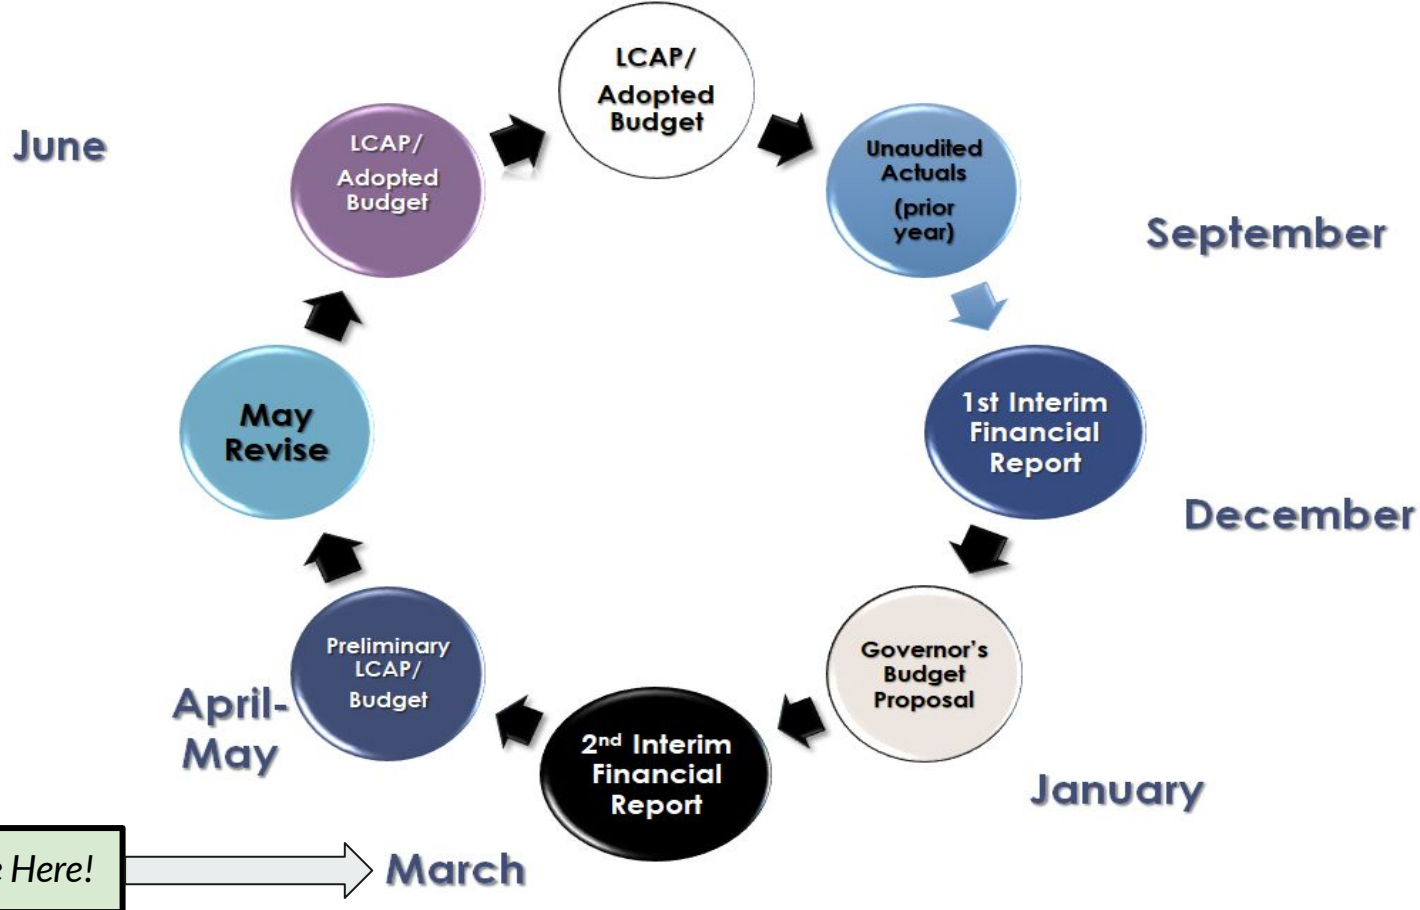 LCAP/
Adopted
Budget
Unaudited
Actuals
(prior
year)
September
1st Interim
Financial
Report
December
Governor's
Budget
Proposal
January
2nd Interim
Financial
Report
March
Here!
Preliminary
LCAP/
Budget
April-
May
May
Revise
LCAP/
Adopted
Budget
June